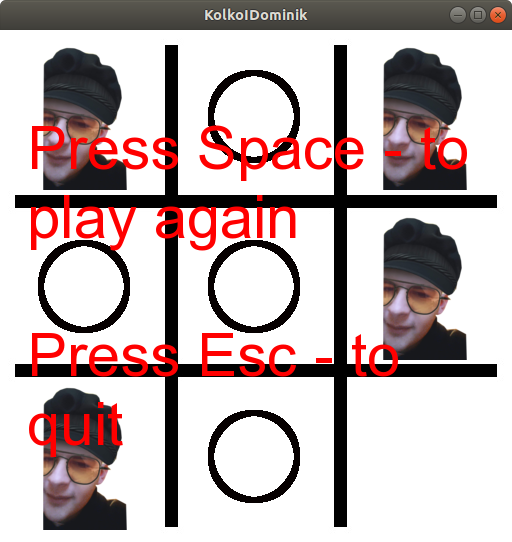 KolkoIDominik
Press Space - to
play again
Press Esc - to
quit